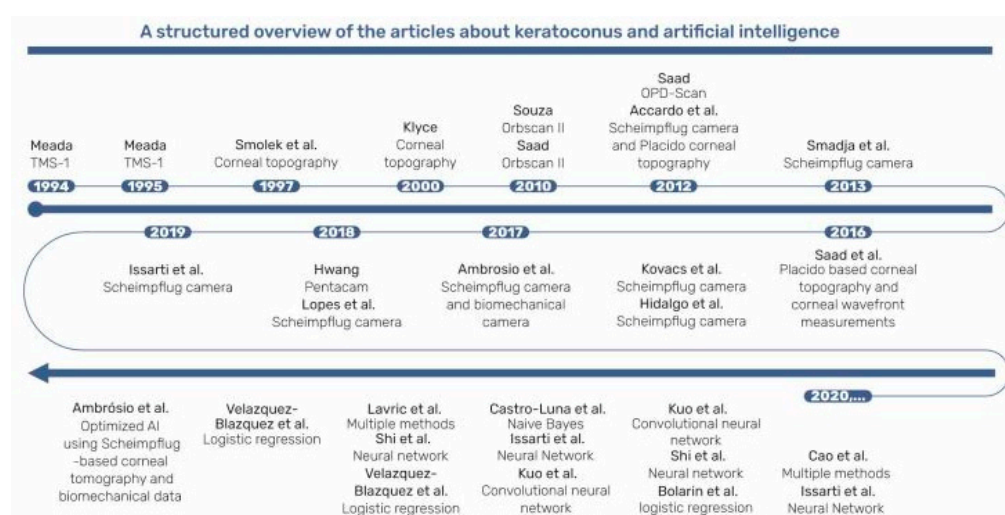 A structured overview of the articles about keratoconus and artificial intelligence
Meada
TMS-1
1994
Meada
TMS-1
1995
Smolek et al.
Corneal topography
1997
Klyce
Corneal
topography
2000
Souza
Orbscan II
Saad
Orbscan II
2010
Saad
OPD-Scan
Accardo et al.
Scheimpflug camera
and Placido corneal
topography
2012
Smadja et al.
Scheimpflug camera
2013
2019
Issarti et al.
Scheimpflug camera
2018
Hwang
Pentacam
Lopes et al.
Scheimpflug camera
2017
Ambrosio et al.
Scheimpflug camera
and biomechanical
camera
Kovacs et al.
Scheimpflug camera
Hidalgo et al.
Scheimpflug camera
2016
Saad et al.
Placido based corneal
topography and
corneal wavefront
measurements
Ambrósio et al.
Optimized AI
using Scheimpflug
-based corneal
tomography and
biomechanical data
Velazquez-
Blazquez et al.
Logistic regression
Lavric et al.
Multiple methods
Shi et al.
Neural network
Velazquez-
Blazquez et al.
Logistic regression
Castro-Luna et al.
Naive Bayes
Issarti et al.
Neural Network
Kuo et al.
Convolutional neural
network
Kuo et al.
Convolutional neural
network
Shi et al.
Neural network
Bolarin et al.
logistic regression
2020,...
Cao et al.
Multiple methods
Issarti et al.
Neural Network